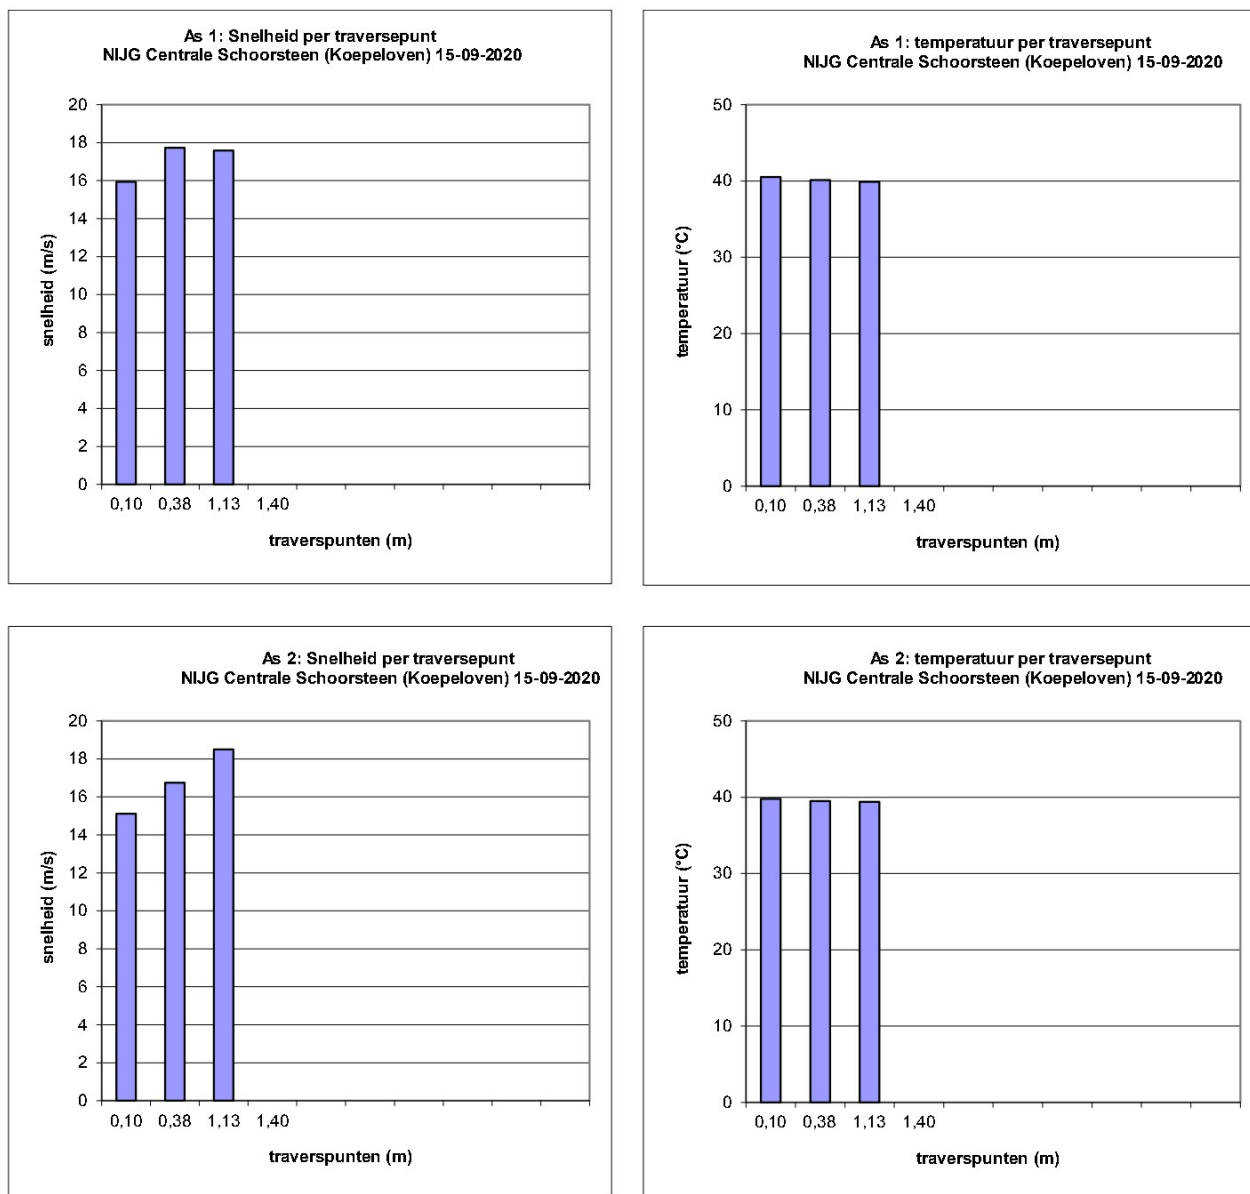 As 1: Snelheid per traversepunt
NIJG Centrale Schoorsteen (Koepeloven) 15-09-2020
20
18
16
14
12
10
8
6
4
2
0
snelheid (m/s)
0,10 0,38 1,13 1,40
traverspunten (m)
As 1: temperatuur per traversepunt
NIJG Centrale Schoorsteen (Koepeloven) 15-09-2020
50
40
30
20
10
0
temperatuur (°C)
0,10 0,38 1,13 1,40
traverspunten (m)
As 2: Snelheid per traversepunt
NIJG Centrale Schoorsteen (Koepeloven) 15-09-2020
20
18
16
14
12
10
8
6
4
2
0
snelheid (m/s)
0,10 0,38 1,13 1,40
traverspunten (m)
As 2: temperatuur per traversepunt
NIJG Centrale Schoorsteen (Koepeloven) 15-09-2020
50
40
30
20
10
0
temperatuur (°C)
0,10 0,38 1,13 1,40
traverspunten (m)